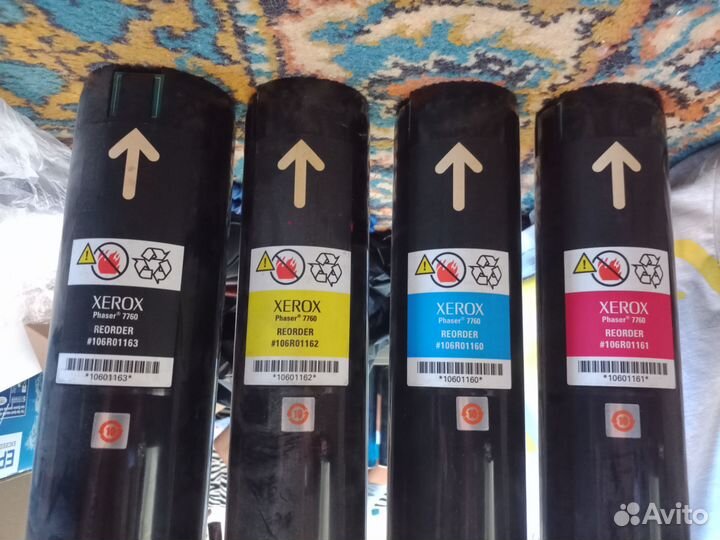 XEROX
Phaser® 7760
REORDER
#106R01163
*10601163*
XEROX
Phaser® 7760
REORDER
#106R01162
*10601162*
XEROX
Phaser® 7760
REORDER
#106R01160
*10601160*
XEROX
Phaser® 7760
REORDER
#106R01161
*10601161*
EP
Avito